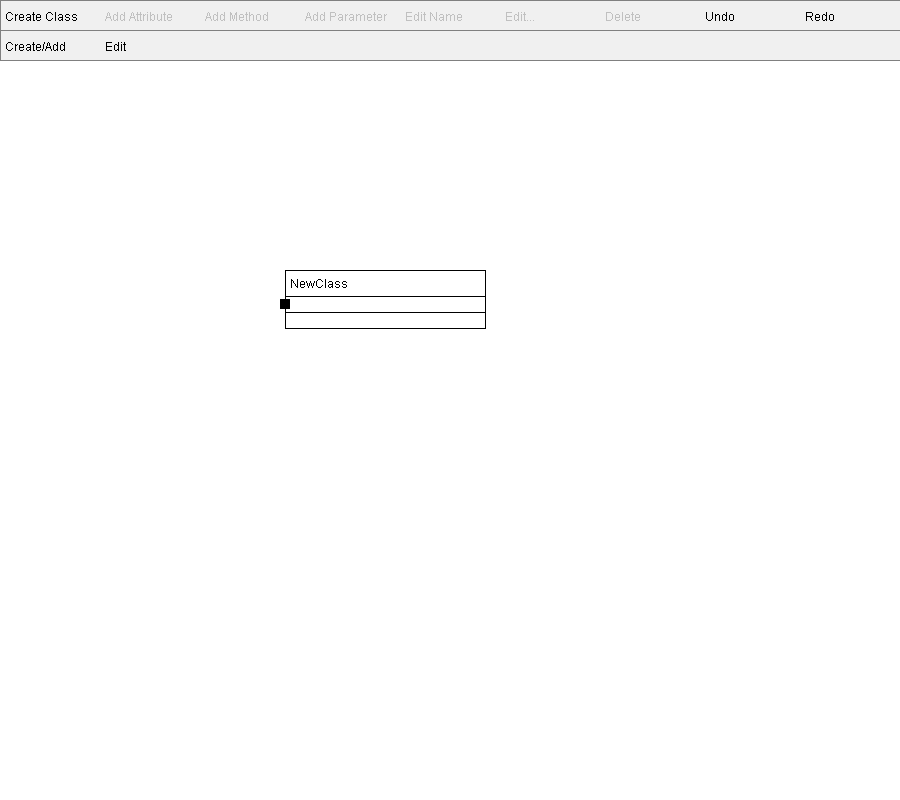 Create Class Add Attribute Add Method Add Parameter Edit Name Edit... Delete Undo Redo
Create/Add Edit
NewClass